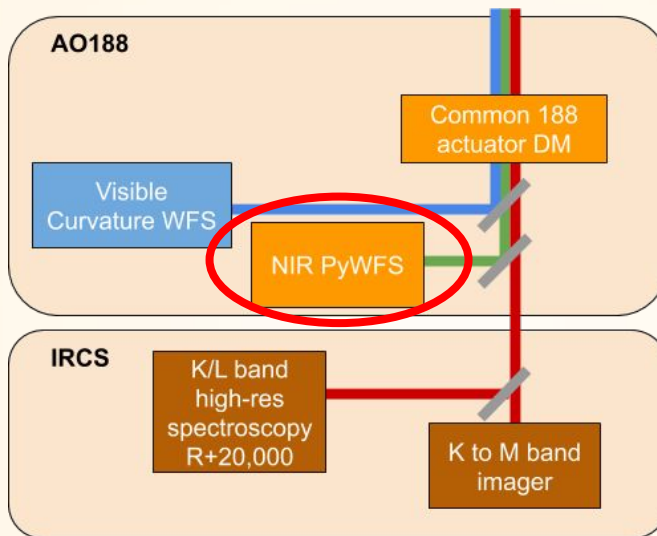 AO188
Common 188
actuator DM
Visible
Curvature WFS
NIR PyWFS
IRCS
K/L band
high-res
spectroscopy
R+20,000
K to M band
imager